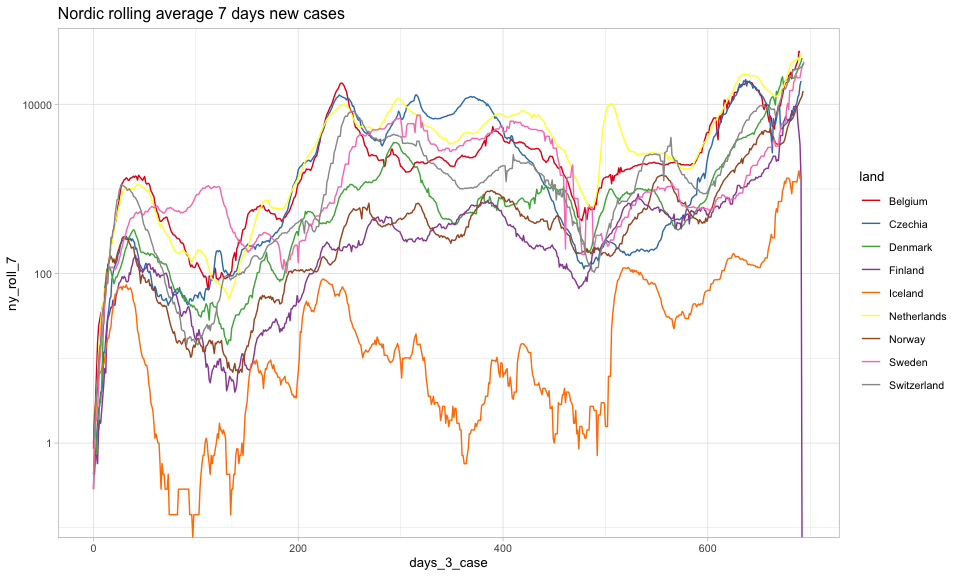 Nordic rolling average 7 days new cases
ny_roll_7
10000
100
1
0
200
400
600
days_3_case
land
Belgium
Czechia
Denmark
Finland
Iceland
Netherlands
Norway
Sweden
Switzerland